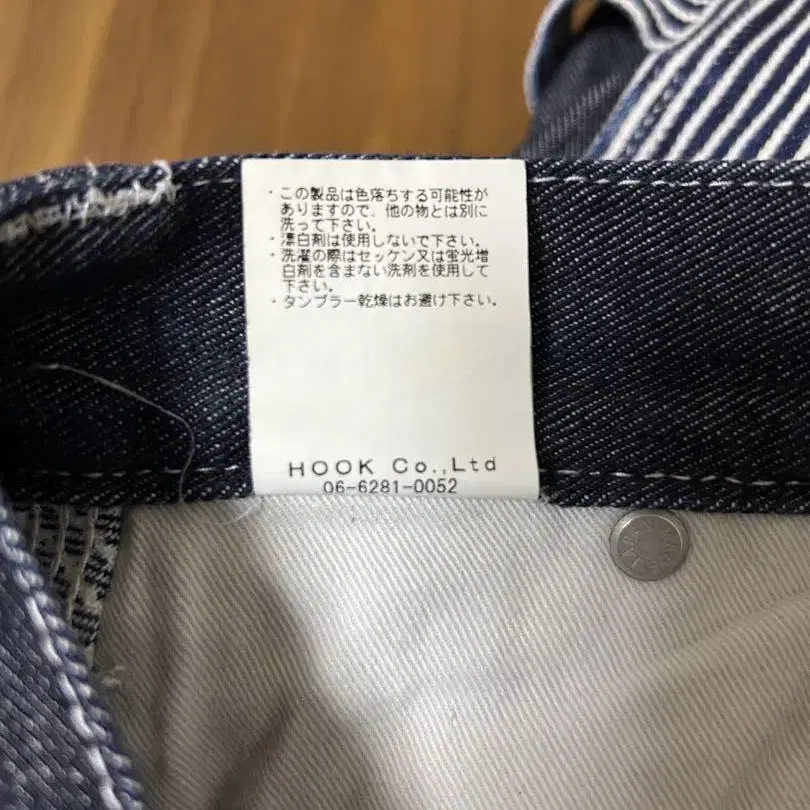 ・この製品は色落ちする可能性が
ありますので、他の物とは別に
洗って下さい。
・漂白剤は使用しないで下さい。
・洗濯の際はセッケン又は蛍光増
白剤を含まない洗剤を使用して
下さい。
・タンブラー乾燥はお避け下さい。
HOOK Co.,Ltd
06-6281-0052